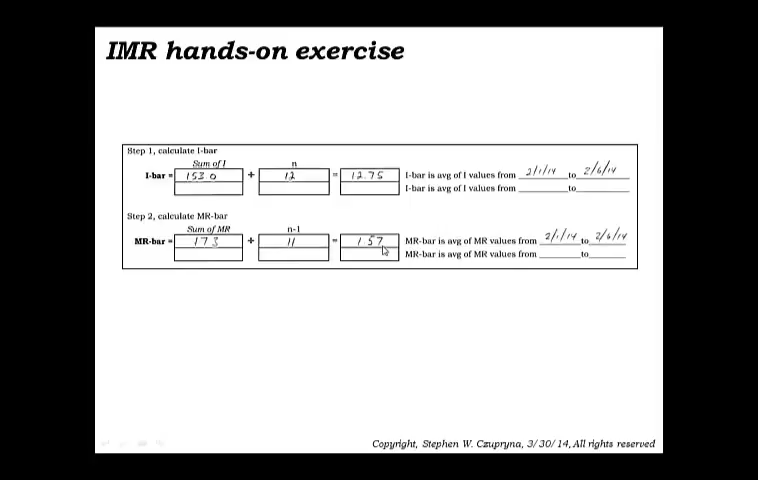 IMR hands-on exercise
Step 1, calculate I-bar
Sum of I n
I-bar = 153 0 ÷ 12 = 12.75 I-bar is avg of I values from 2/1/14 to 2/6/14
I-bar is avg of I values from to
Step 2, calculate MR-bar
Sum of MR n-1
MR-bar = 17 3 ÷ 11 = 1.57 MR-bar is avg of MR values from 2/1/14 to 2/6/14
MR-bar is avg of MR values from to
Copyright, Stephen W. Czupryna, 3/30/14, All rights reserved